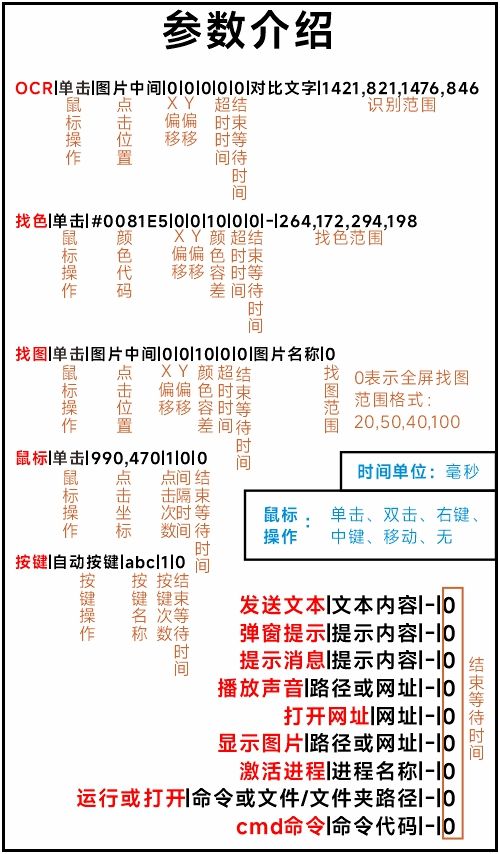 参数介绍
OCR|单击|图片中间|0|0|0|0|0|对比文字|1421,821,1476,846
鼠标操作 点击位置 X偏移 Y偏移 超时时间 结束等待时间 识别范围
找色|单击|#0081E5|0|0|10|0|0|-|264,172,294,198
鼠标操作 颜色代码 X偏移 Y偏移 颜色容差 超时时间 结束等待时间 找色范围
找图|单击|图片中间|0|0|10|0|0|图片名称|0
鼠标操作 点击位置 X偏移 Y偏移 颜色容差 超时时间 结束等待时间 找图范围
0表示全屏找图
范围格式：
20,50,40,100
鼠标|单击|990,470|1|0|0
鼠标操作 点击坐标 点击次数 间隔时间 结束等待时间
时间单位：毫秒
鼠标操作：单击、双击、右键、
中键、移动、无
按键|自动按键|abc|1|0
按键操作 按键名称 按键次数 结束等待时间
发送文本|文本内容|-|0
弹窗提示|提示内容|-|0
提示消息|提示内容|-|0
播放声音|路径或网址|-|0
打开网址|网址|-|0
显示图片|路径或网址|-|0
激活进程|进程名称|-|0
运行或打开|命令或文件/文件夹路径|-|0
cmd命令|命令代码|-|0
结束等待时间